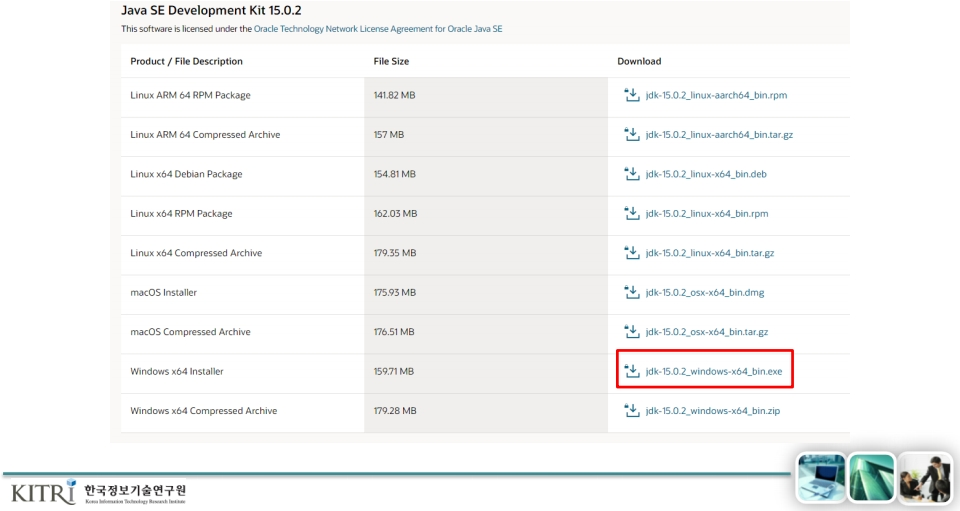 Java SE Development Kit 15.0.2
This software is licensed under the Oracle Technology Network License Agreement for Oracle Java SE
Product / File Description File Size Download
Linux ARM 64 RPM Package 141.82 MB jdk-15.0.2_linux-aarch64_bin.rpm
Linux ARM 64 Compressed Archive 157 MB jdk-15.0.2_linux-aarch64_bin.tar.gz
Linux x64 Debian Package 154.81 MB jdk-15.0.2_linux-x64_bin.deb
Linux x64 RPM Package 162.03 MB jdk-15.0.2_linux-x64_bin.rpm
Linux x64 Compressed Archive 179.35 MB jdk-15.0.2_linux-x64_bin.tar.gz
macOS Installer 175.93 MB jdk-15.0.2_osx-x64_bin.dmg
macOS Compressed Archive 176.51 MB jdk-15.0.2_osx-x64_bin.tar.gz
Windows x64 Installer 159.71 MB jdk-15.0.2_windows-x64_bin.exe
Windows x64 Compressed Archive 179.28 MB jdk-15.0.2_windows-x64_bin.zip
KITRI 한국정보기술연구원
Korea Information Technology Research Institute